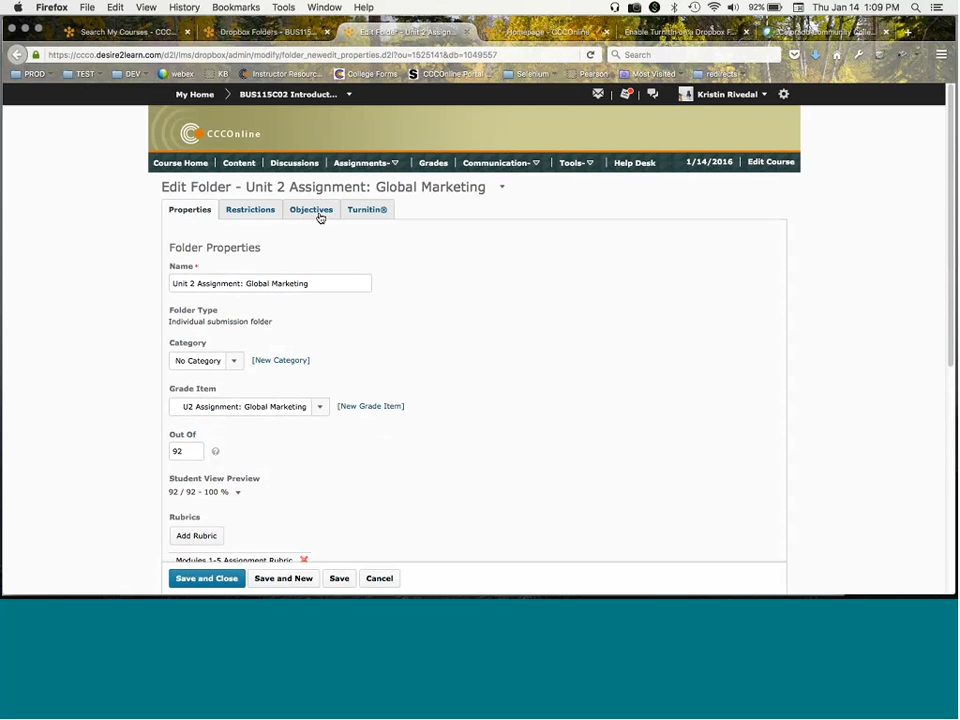 Firefox File Edit View History Bookmarks Tools Window Help 92% Thu Jan 14 1:09 PM
Search My Courses - CCC... Dropbox Folders - BUS115... Edit Folder - Unit 2 Assign... Homepage - CCCOnline Enable Turnitin on a Dropbox F... Colorado Community Colle...
https://ccco.desire2learn.com/d2l/lms/dropbox/admin/modify/folder_newedit_properties.d2l?ou=1525141&db=1049557 Search
PROD TEST DEV webex KB Instructor Resourc... College Forms CCCOnline Portal Selenium Pearson Most Visited redirects
My Home BUS115C02 Introduct... Kristin Rivedal
CCCOnline
Course Home Content Discussions Assignments- Grades Communication- Tools- Help Desk 1/14/2016 Edit Course
Edit Folder - Unit 2 Assignment: Global Marketing
Properties Restrictions Objectives Turnitin®
Folder Properties
Name *
Unit 2 Assignment: Global Marketing
Folder Type
Individual submission folder
Category
No Category [New Category]
Grade Item
U2 Assignment: Global Marketing [New Grade Item]
Out Of
92
Student View Preview
92 / 92 - 100 %
Rubrics
Add Rubric
Modules 1-5 Assignment Rubric
Save and Close Save and New Save Cancel